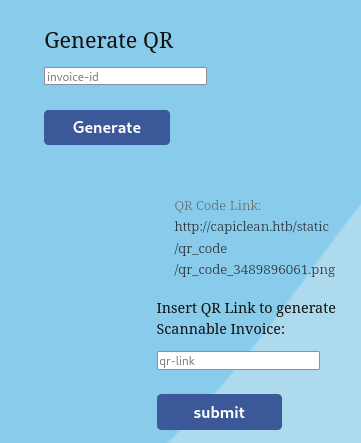 Generate QR
invoice-id
Generate
QR Code Link:
http://capiclean.htb/static
/qr_code
/qr_code_3489896061.png
Insert QR Link to generate
Scannable Invoice:
qr-link
submit